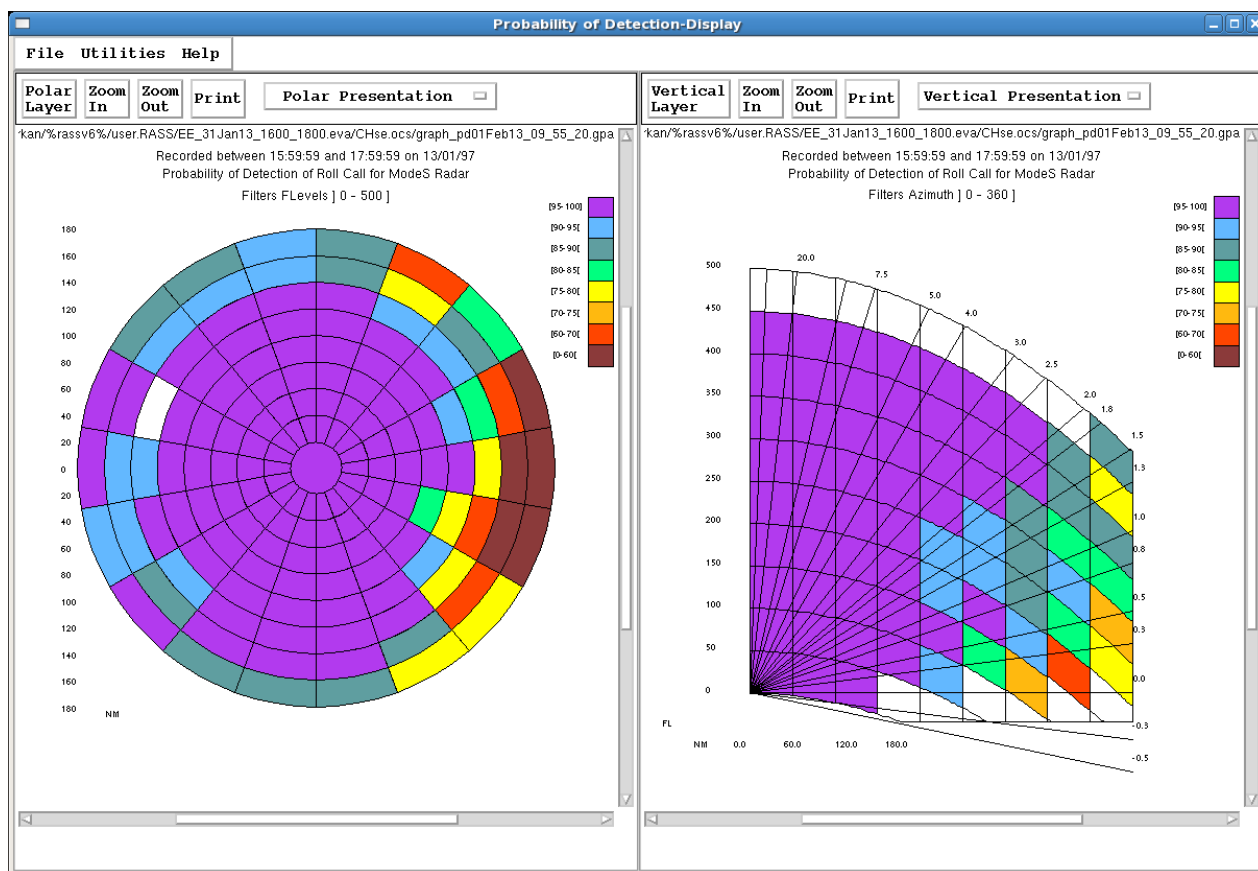 Probability of Detection-Display
File Utilities Help
Polar Layer
Zoom In
Zoom Out
Print
Polar Presentation
'kan/%rassv6%/user.RASS/EE_31Jan13_1600_1800.eva/CHse.ocs/graph_pd01Feb13_09_55_20.gpa
Recorded between 15:59:59 and 17:59:59 on 13/01/97
Probability of Detection of Roll Call for ModeS Radar
Filters FLevels ] 0 - 500 ]
[95-100]
[90-95[
[85-90[
[80-85[
[75-80[
[70-75[
[60-70[
[0-60[
180
160
140
120
100
80
60
40
20
0
20
40
60
80
100
120
140
160
180
NM
Vertical Layer
Zoom In
Zoom Out
Print
Vertical Presentation
'kan/%rassv6%/user.RASS/EE_31Jan13_1600_1800.eva/CHse.ocs/graph_pd01Feb13_09_55_20.gpa
Recorded between 15:59:59 and 17:59:59 on 13/01/97
Probability of Detection of Roll Call for ModeS Radar
Filters Azimuth ] 0 - 360 ]
[95-100]
[90-95[
[85-90[
[80-85[
[75-80[
[70-75[
[60-70[
[0-60[
500
450
400
350
300
250
200
150
100
50
0
20.0
7.5
5.0
4.0
3.0
2.5
2.0
1.8
1.5
1.3
1.0
0.8
0.5
0.3
0.0
-0.3
-0.5
FL
NM 0.0 60.0 120.0 180.0